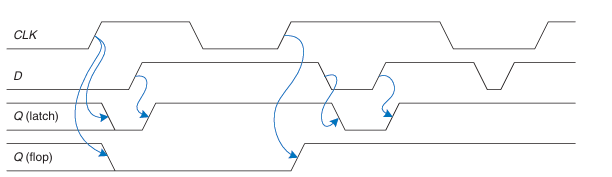 CLK
D
Q (latch)
Q (flop)